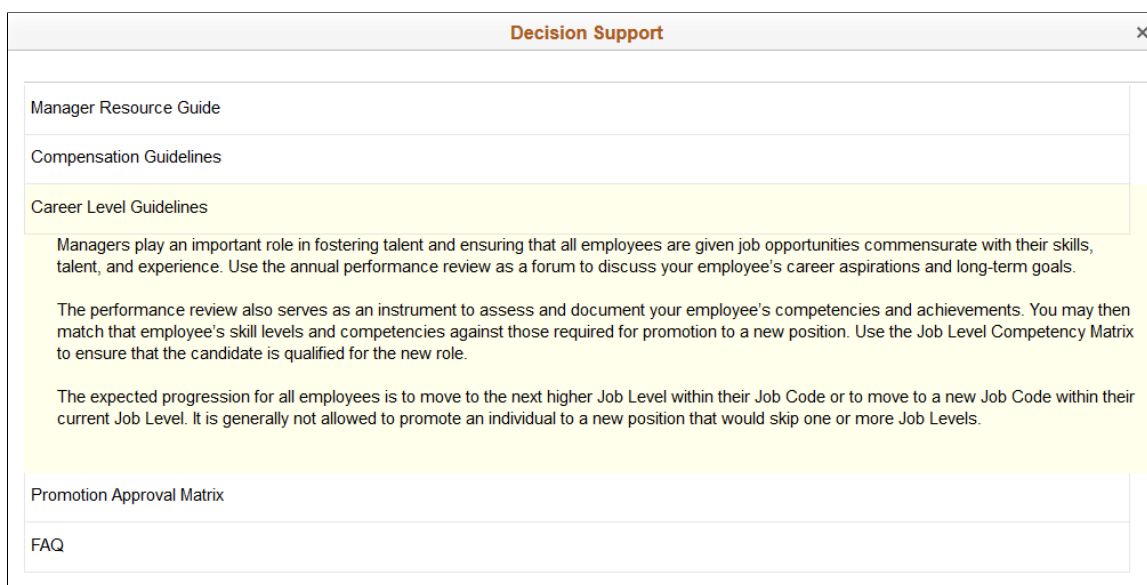 Decision Support
Manager Resource Guide
Compensation Guidelines
Career Level Guidelines
Managers play an important role in fostering talent and ensuring that all employees are given job opportunities commensurate with their skills,
talent, and experience. Use the annual performance review as a forum to discuss your employee’s career aspirations and long-term goals.
The performance review also serves as an instrument to assess and document your employee’s competencies and achievements. You may then
match that employee’s skill levels and competencies against those required for promotion to a new position. Use the Job Level Competency Matrix
to ensure that the candidate is qualified for the new role.
The expected progression for all employees is to move to the next higher Job Level within their Job Code or to move to a new Job Code within their
current Job Level. It is generally not allowed to promote an individual to a new position that would skip one or more Job Levels.
Promotion Approval Matrix
FAQ